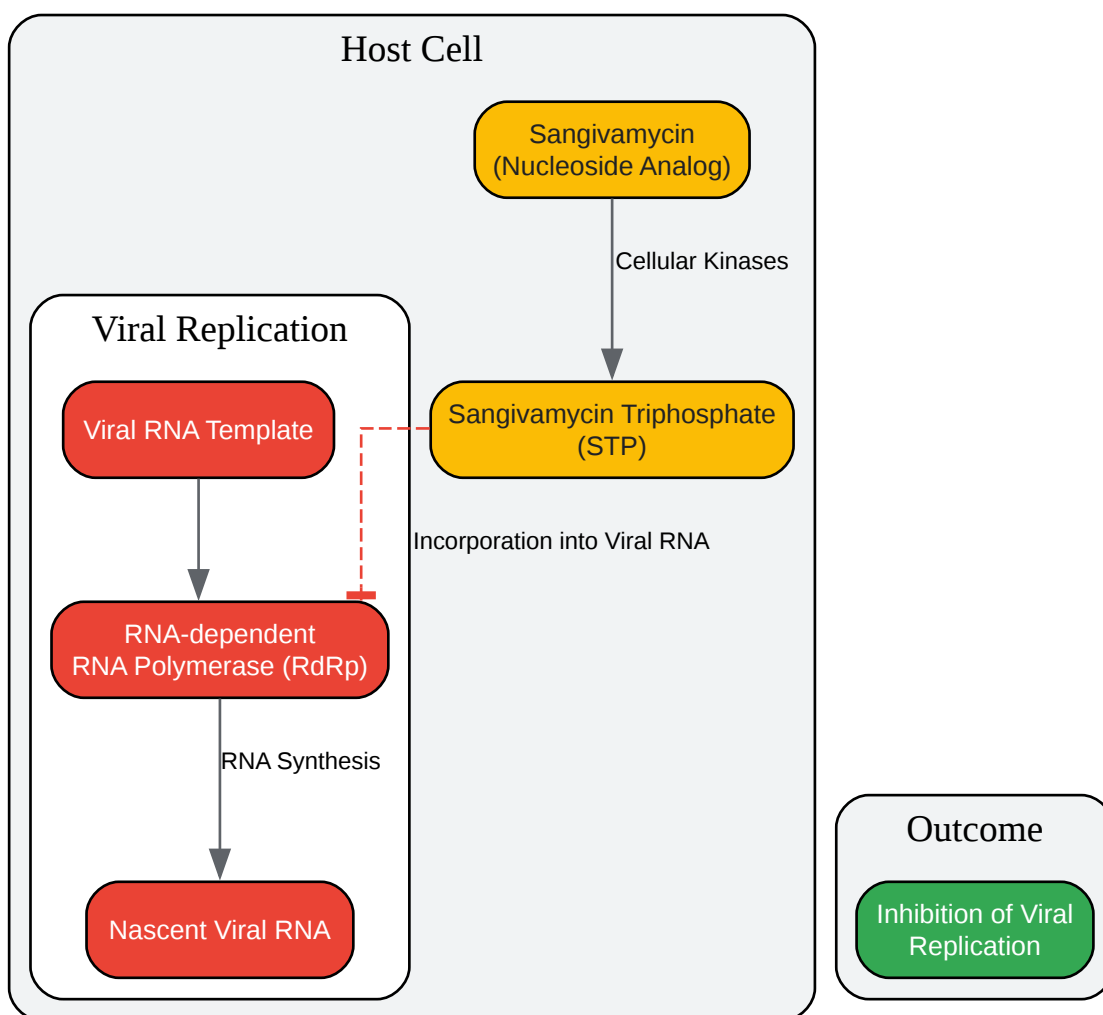 Host Cell
Sangivamycin
(Nucleoside Analog)
Cellular Kinases
Viral Replication
Viral RNA Template
Sangivamycin Triphosphate
(STP)
Incorporation into Viral RNA
RNA-dependent
RNA Polymerase (RdRp)
RNA Synthesis
Nascent Viral RNA
Outcome
Inhibition of Viral
Replication